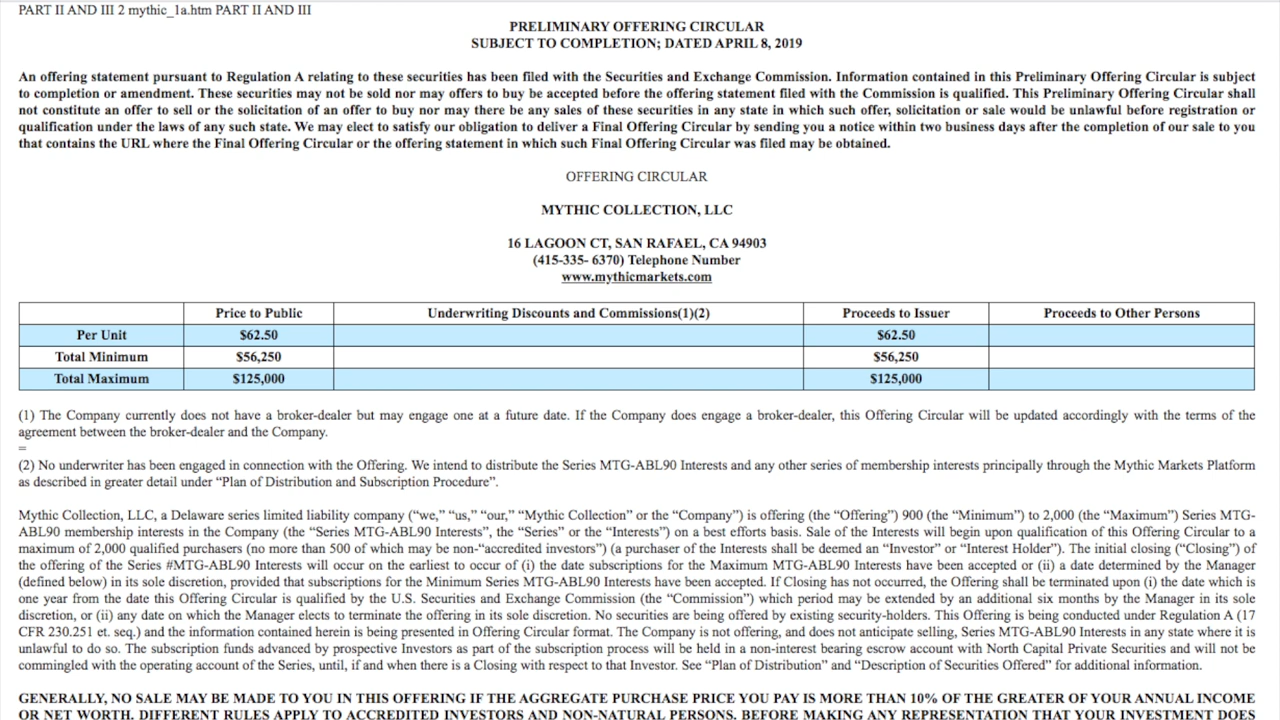 PART II AND III 2 mythic_1a.htm PART II AND III
PRELIMINARY OFFERING CIRCULAR
SUBJECT TO COMPLETION; DATED APRIL 8, 2019
An offering statement pursuant to Regulation A relating to these securities has been filed with the Securities and Exchange Commission. Information contained in this Preliminary Offering Circular is subject
to completion or amendment. These securities may not be sold nor may offers to buy be accepted before the offering statement filed with the Commission is qualified. This Preliminary Offering Circular shall
not constitute an offer to sell or the solicitation of an offer to buy nor may there be any sales of these securities in any state in which such offer, solicitation or sale would be unlawful before registration or
qualification under the laws of any such state. We may elect to satisfy our obligation to deliver a Final Offering Circular by sending you a notice within two business days after the completion of our sale to you
that contains the URL where the Final Offering Circular or the offering statement in which such Final Offering Circular was filed may be obtained.
OFFERING CIRCULAR
MYTHIC COLLECTION, LLC
16 LAGOON CT, SAN RAFAEL, CA 94903
(415-335- 6370) Telephone Number
www.mythicmarkets.com
Price to Public Underwriting Discounts and Commissions(1)(2) Proceeds to Issuer Proceeds to Other Persons
Per Unit $62.50 $62.50
Total Minimum $56,250 $56,250
Total Maximum $125,000 $125,000
(1) The Company currently does not have a broker-dealer but may engage one at a future date. If the Company does engage a broker-dealer, this Offering Circular will be updated accordingly with the terms of the
agreement between the broker-dealer and the Company.
=
(2) No underwriter has been engaged in connection with the Offering. We intend to distribute the Series MTG-ABL90 Interests and any other series of membership interests principally through the Mythic Markets Platform
as described in greater detail under “Plan of Distribution and Subscription Procedure”.
Mythic Collection, LLC, a Delaware series limited liability company (“we,” “us,” “our,” “Mythic Collection” or the “Company”) is offering (the “Offering”) 900 (the “Minimum”) to 2,000 (the “Maximum”) Series MTG-
ABL90 membership interests in the Company (the “Series MTG-ABL90 Interests”, the “Series” or the “Interests”) on a best efforts basis. Sale of the Interests will begin upon qualification of this Offering Circular to a
maximum of 2,000 qualified purchasers (no more than 500 of which may be non-“accredited investors”) (a purchaser of the Interests shall be deemed an “Investor” or “Interest Holder”). The initial closing (“Closing”) of
the offering of the Series #MTG-ABL90 Interests will occur on the earliest to occur of (i) the date subscriptions for the Maximum MTG-ABL90 Interests have been accepted or (ii) a date determined by the Manager
(defined below) in its sole discretion, provided that subscriptions for the Minimum Series MTG-ABL90 Interests have been accepted. If Closing has not occurred, the Offering shall be terminated upon (i) the date which is
one year from the date this Offering Circular is qualified by the U.S. Securities and Exchange Commission (the “Commission”) which period may be extended by an additional six months by the Manager in its sole
discretion, or (ii) any date on which the Manager elects to terminate the offering in its sole discretion. No securities are being offered by existing security-holders. This Offering is being conducted under Regulation A (17
CFR 230.251 et. seq.) and the information contained herein is being presented in Offering Circular format. The Company is not offering, and does not anticipate selling, Series MTG-ABL90 Interests in any state where it is
unlawful to do so. The subscription funds advanced by prospective Investors as part of the subscription process will be held in a non-interest bearing escrow account with North Capital Private Securities and will not be
commingled with the operating account of the Series, until, if and when there is a Closing with respect to that Investor. See “Plan of Distribution” and “Description of Securities Offered” for additional information.
GENERALLY, NO SALE MAY BE MADE TO YOU IN THIS OFFERING IF THE AGGREGATE PURCHASE PRICE YOU PAY IS MORE THAN 10% OF THE GREATER OF YOUR ANNUAL INCOME
OR NET WORTH. DIFFERENT RULES APPLY TO ACCREDITED INVESTORS AND NON-NATURAL PERSONS. BEFORE MAKING ANY REPRESENTATION THAT YOUR INVESTMENT DOES